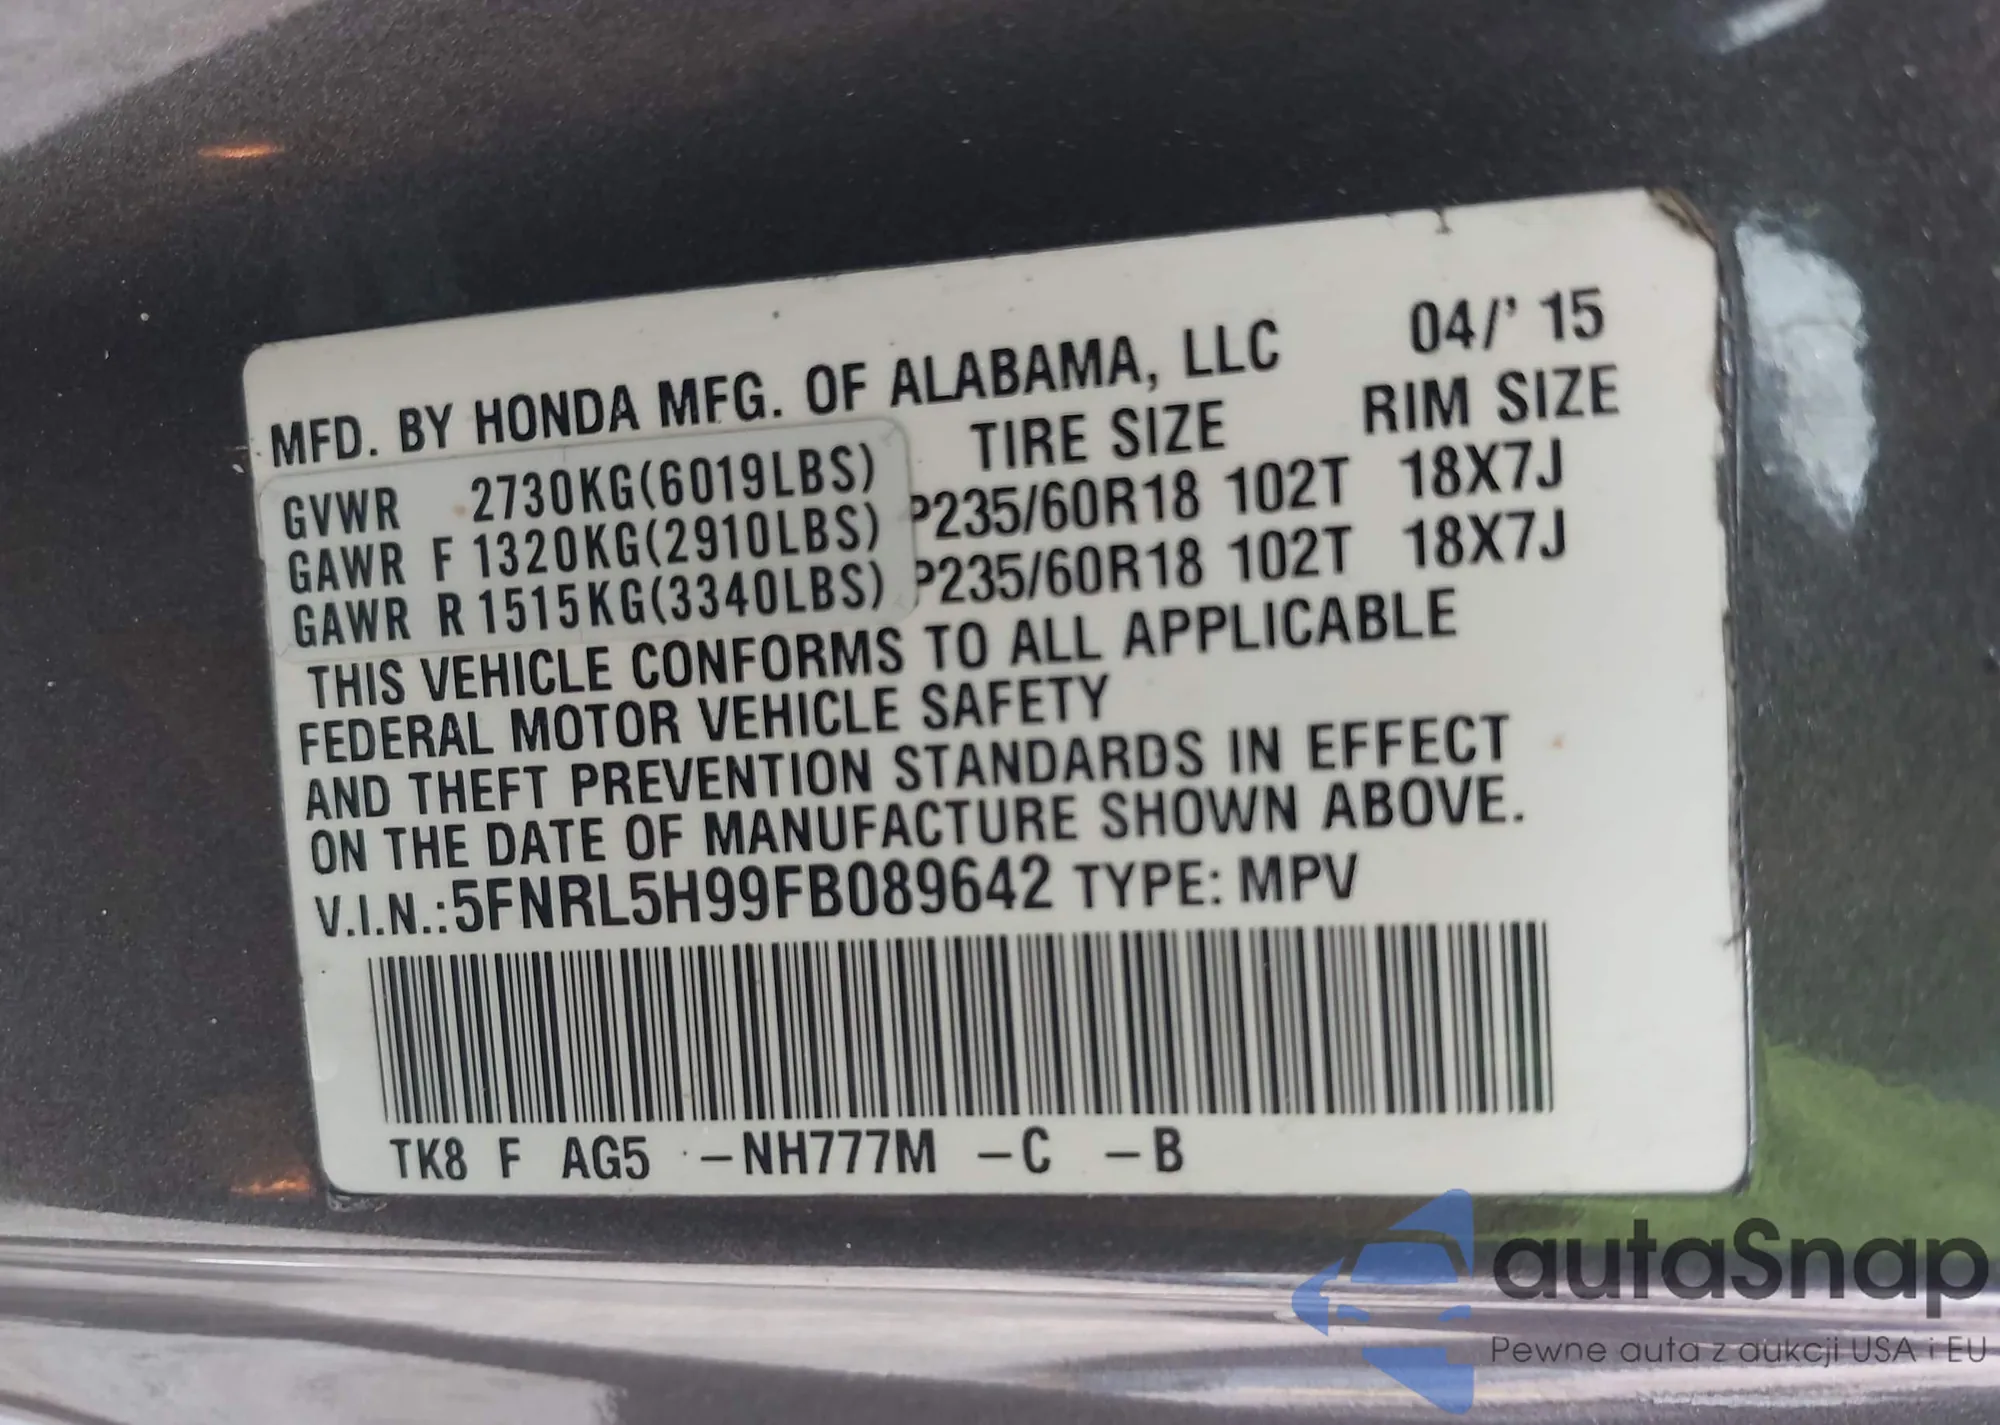 MFD. BY HONDA MFG. OF ALABAMA, LLC 04/' 15
TIRE SIZE RIM SIZE
GVWR 2730KG(6019LBS)
GAWR F 1320KG(2910LBS) P235/60R18 102T 18X7J
GAWR R 1515KG(3340LBS) P235/60R18 102T 18X7J
THIS VEHICLE CONFORMS TO ALL APPLICABLE
FEDERAL MOTOR VEHICLE SAFETY
AND THEFT PREVENTION STANDARDS IN EFFECT
ON THE DATE OF MANUFACTURE SHOWN ABOVE.
V.I.N.:5FNRL5H99FB089642 TYPE: MPV
TK8 F AG5 -NH777M -C -B
autaSnap
Pewne auta z aukcji USA i EU